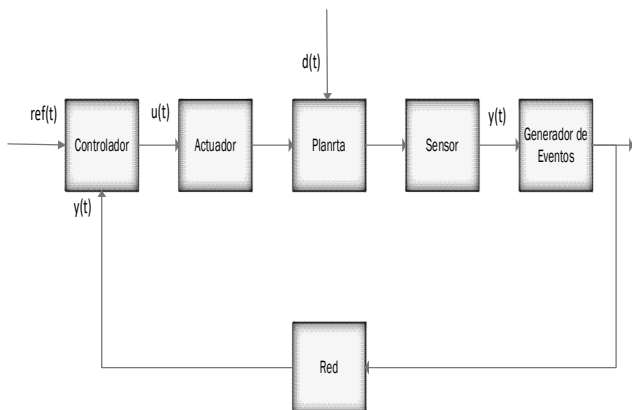 d(t)
ref(t)
u(t)
y(t)
Controlador
Actuador
Planrta
Sensor
Generador de
Eventos
y(t)
Red